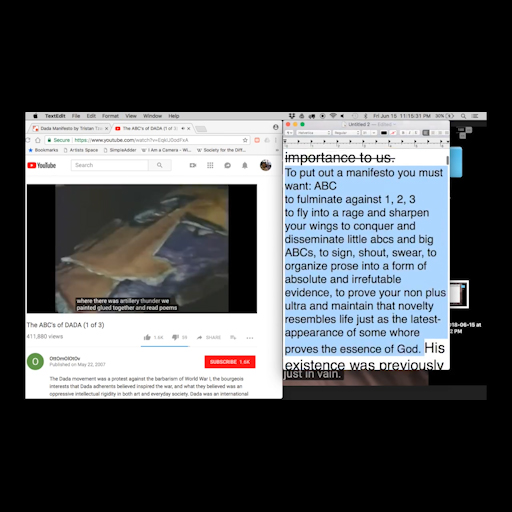 TextEdit File Edit Format View Window Help
Fri Jun 15 11:15:31 PM
Dada Manifesto by Tristan
The ABC's of DADA (1 of 3)
Untitled 5
Secure https://www.youtube.com/watch?v=
Helvetica Regular
Bookmarks Artists Space SimpleAdder I Am a Camera - Wi... Society for the Diff...
YouTube Search
where there was artillery thunder we
painted glued together and read poems
The ABC's of DADA (1 of 3)
411,880 views
1.6K SHARE
OttOmOlOtOv
Published on May 22, 2007
SUBSCRIBE 1.6K
The Dada movement was a protest against the barbarism of World War I, the bourgeois
interests that Dada adherents believed inspired the war, and what they believed was an
oppressive intellectual rigidity in both art and everyday society. Dada was an international
importance to us.
To put out a manifesto you must
want: ABC
to fulminate against 1, 2, 3
to fly into a rage and sharpen
your wings to conquer and
disseminate little abcs and big
ABCs, to sign, shout, swear, to
organize prose into a form of
absolute and irrefutable
evidence, to prove your non plus
ultra and maintain that novelty
resembles life just as the latest-
appearance of some whore
proves the essence of God. His
existence was previously
just in vain.
018-06-15 at
2 PM